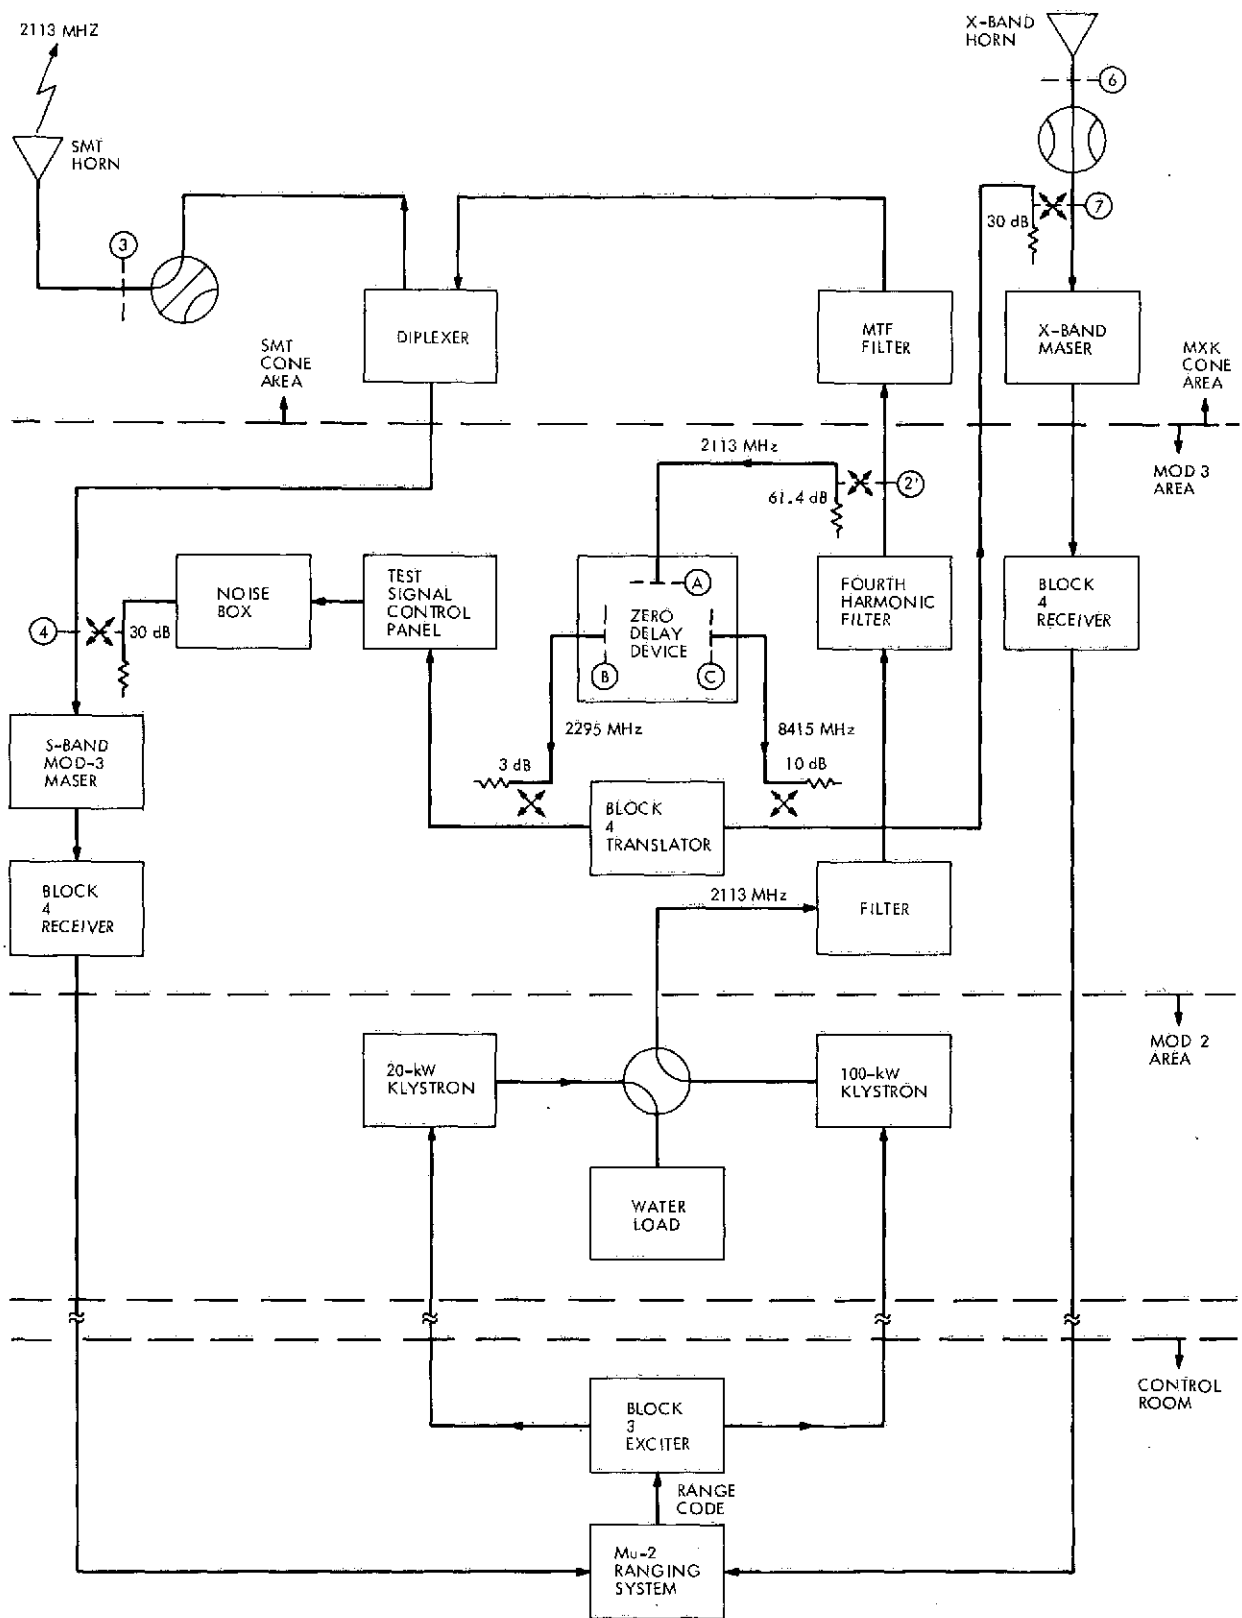 2113 MHZ
X-BAND
HORN
6
SMT
HORN
3
30 dB
7
DIPLEXER
MTF
FILTER
X-BAND
MASER
SMT
CONE
AREA
MXK
CONE
AREA
2113 MHz
61.4 dB
2'
MOD 3
AREA
NOISE
BOX
TEST
SIGNAL
CONTROL
PANEL
A
ZERO
DELAY
DEVICE
B
C
FOURTH
HARMONIC
FILTER
BLOCK
4
RECEIVER
4
30 dB
2295 MHz
8415 MHz
S-BAND
MOD-3
MASER
3 dB
10 dB
BLOCK
4
TRANSLATOR
BLOCK
4
RECEIVER
2113 MHz
FILTER
MOD 2
AREA
20-kW
KLYSTRON
100-kW
KLYSTRON
WATER
LOAD
CONTROL
ROOM
BLOCK
3
EXCITER
RANGE
CODE
Mu-2
RANGING
SYSTEM